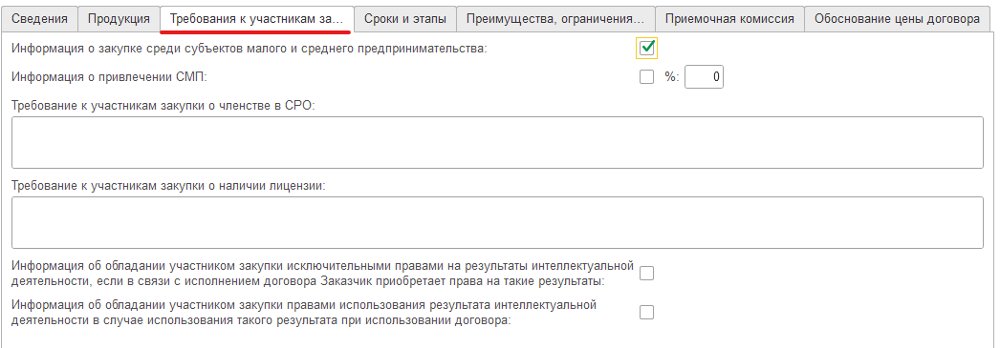 Сведения Продукция Требования к участникам за... Сроки и этапы Преимущества, ограничения... Приемочная комиссия Обоснование цены договора
Информация о закупке среди субъектов малого и среднего предпринимательства:
Информация о привлечении СМП: %: 0
Требование к участникам закупки о членстве в СРО:
Требование к участникам закупки о наличии лицензии:
Информация об обладании участником закупки исключительными правами на результаты интеллектуальной
деятельности, если в связи с исполнением договора Заказчик приобретает права на такие результаты:
Информация об обладании участником закупки правами использования результата интеллектуальной
деятельности в случае использования такого результата при использовании договора: